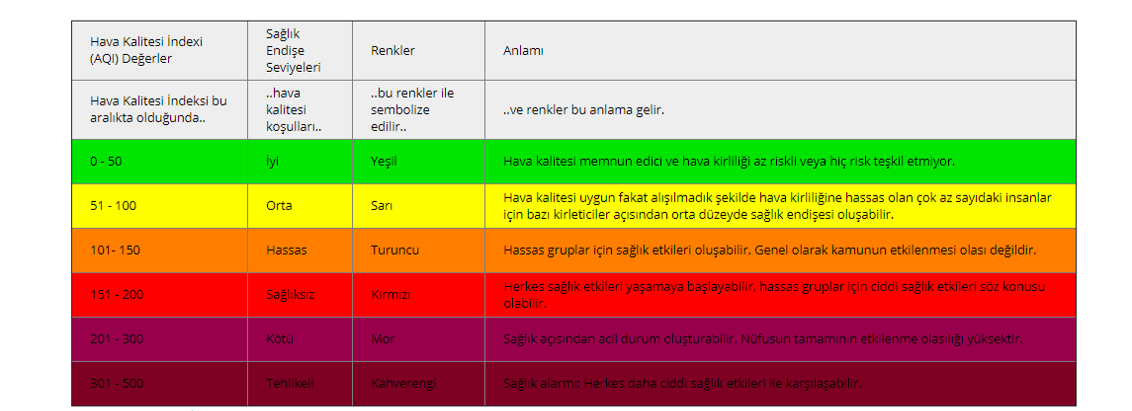 Hava Kalitesi İndexi
(AQI) Değerler
Sağlık
Endişe
Seviyeleri
Renkler
Anlamı
Hava Kalitesi İndeksi bu
aralıkta olduğunda..
..hava
kalitesi
koşulları..
..bu renkler ile
sembolize
edilir..
..ve renkler bu anlama gelir.
0 - 50
İyi
Yeşil
Hava kalitesi memnun edici ve hava kirliliği az riskli veya hiç risk teşkil etmiyor.
51 - 100
Orta
Sarı
Hava kalitesi uygun fakat alışılmadık şekilde hava kirliliğine hassas olan çok az sayıdaki insanlar
için bazı kirleticiler açısından orta düzeyde sağlık endişesi oluşabilir.
101- 150
Hassas
Turuncu
Hassas gruplar için sağlık etkileri oluşabilir. Genel olarak kamunun etkilenmesi olası değildir.
151 - 200
Sağlıksız
Kırmızı
Herkes sağlık etkileri yaşamaya başlayabilir, hassas gruplar için ciddi sağlık etkileri söz konusu
olabilir.
201 - 300
Kötü
Mor
Sağlık açısından acil durum oluşturabilir. Nüfusun tamamının etkilenme olasılığı yüksektir.
301 - 500
Tehlikeli
Kahverengi
Sağlık alarmı: Herkes daha ciddi sağlık etkileri ile karşılaşabilir.